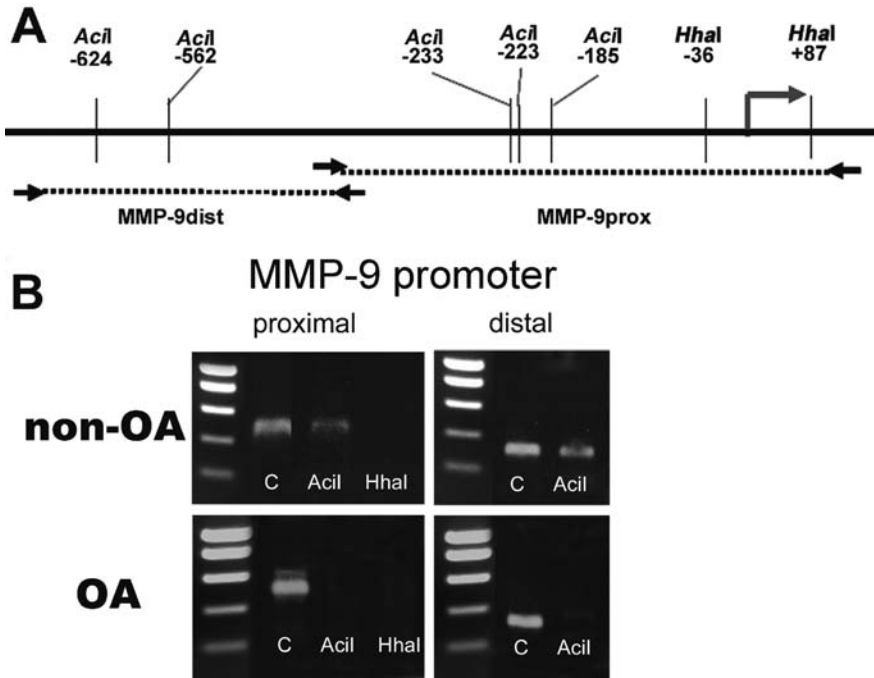 A
AciI AciI AciI AciI AciI HhaI HhaI
-624 -562 -233 -223 -185 -36 +87
MMP-9dist MMP-9prox
B
MMP-9 promoter
proximal distal
non-OA
C AciI HhaI C AciI
OA
C AciI HhaI C AciI